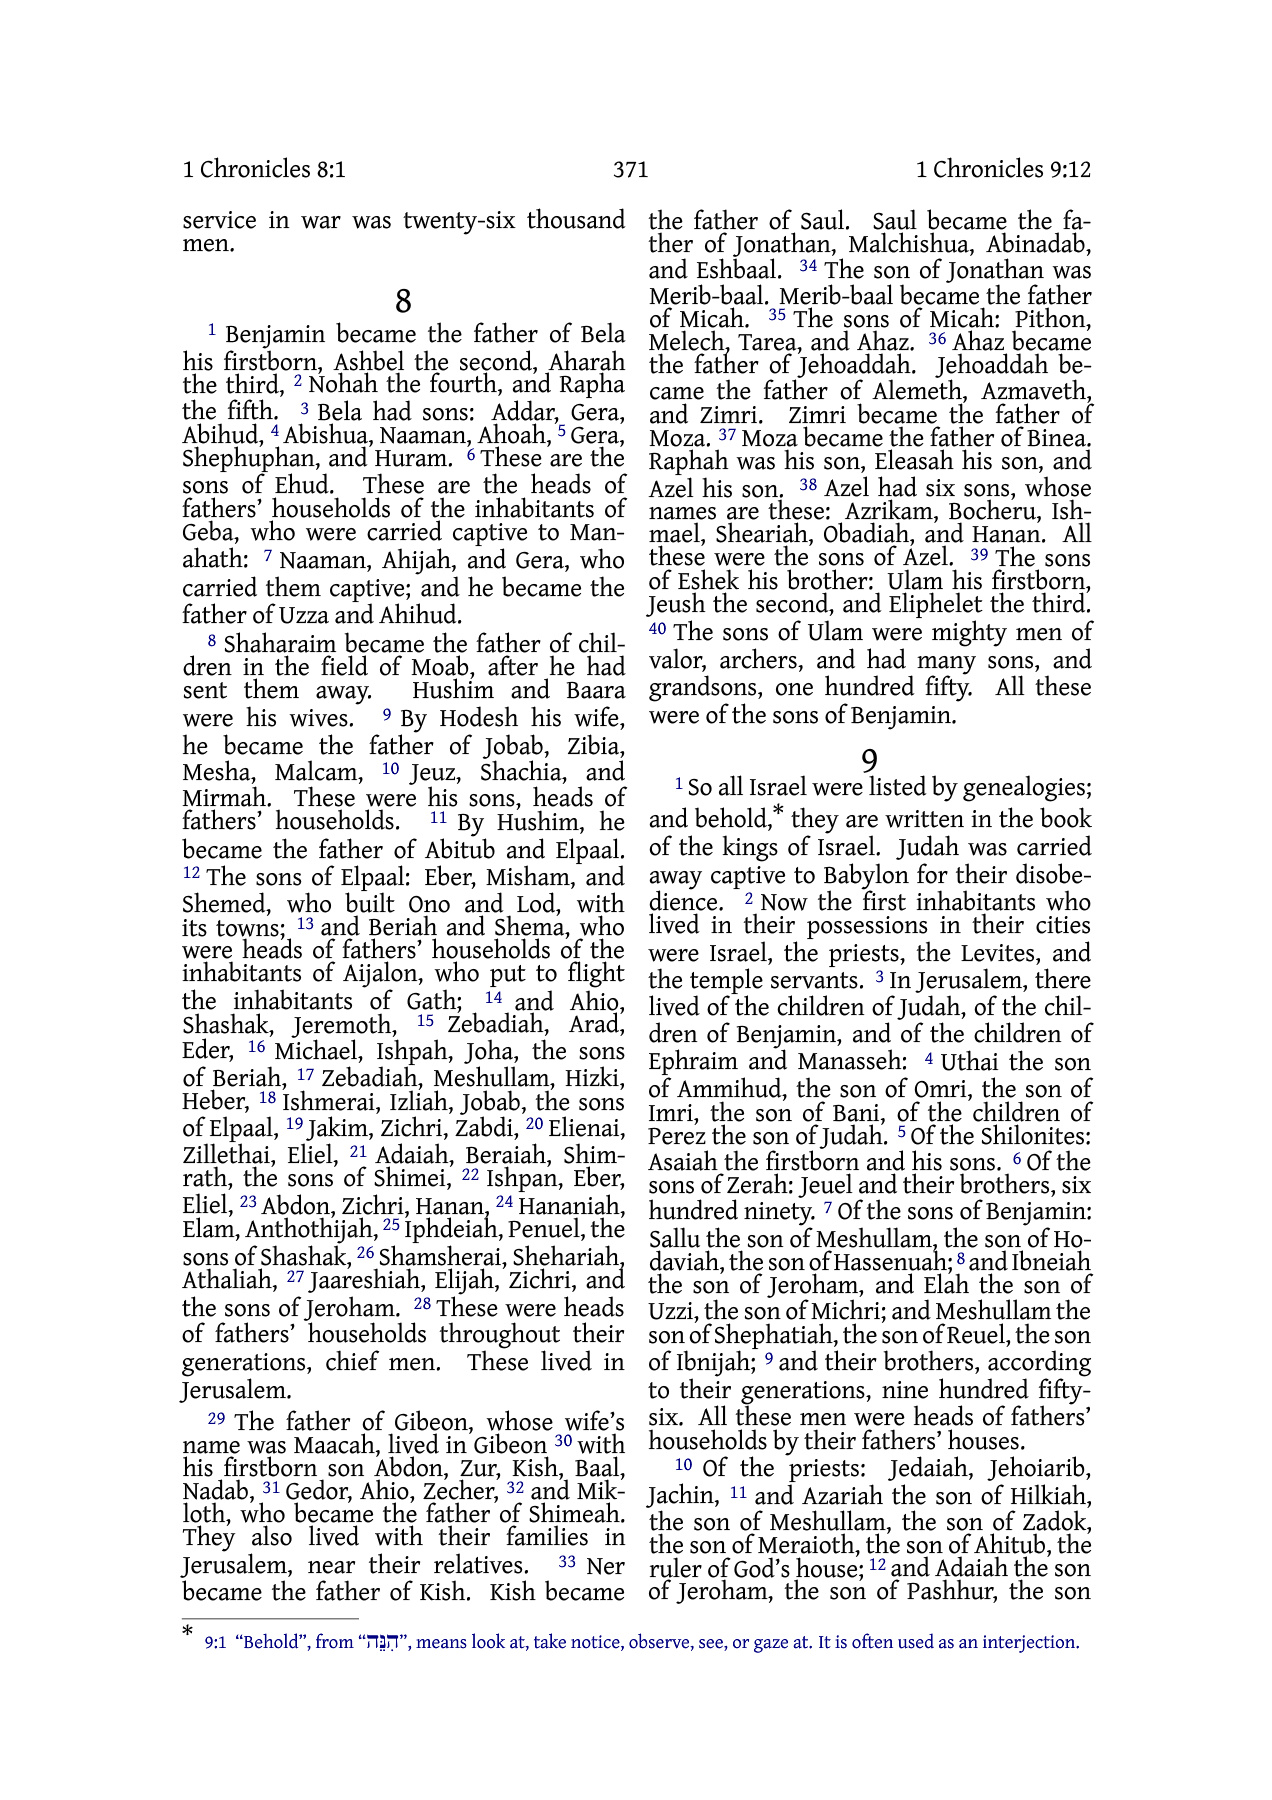 1 Chronicles 8:1 371 1 Chronicles 9:12
service in war was twenty-six thousand
men.
8
1 Benjamin became the father of Bela
his firstborn, Ashbel the second, Aharah
the third, 2 Nohah the fourth, and Rapha
the fifth. 3 Bela had sons: Addar, Gera,
Abihud, 4 Abishua, Naaman, Ahoah, 5 Gera,
Shephuphan, and Huram. 6 These are the
sons of Ehud. These are the heads of
fathers’ households of the inhabitants of
Geba, who were carried captive to Man-
ahath: 7 Naaman, Ahijah, and Gera, who
carried them captive; and he became the
father of Uzza and Ahihud.
8 Shaharaim became the father of chil-
dren in the field of Moab, after he had
sent them away. Hushim and Baara
were his wives. 9 By Hodesh his wife,
he became the father of Jobab, Zibia,
Mesha, Malcam, 10 Jeuz, Shachia, and
Mirmah. These were his sons, heads of
fathers’ households. 11 By Hushim, he
became the father of Abitub and Elpaal.
12 The sons of Elpaal: Eber, Misham, and
Shemed, who built Ono and Lod, with
its towns; 13 and Beriah and Shema, who
were heads of fathers’ households of the
inhabitants of Aijalon, who put to flight
the inhabitants of Gath; 14 and Ahio,
Shashak, Jeremoth, 15 Zebadiah, Arad,
Eder, 16 Michael, Ishpah, Joha, the sons
of Beriah, 17 Zebadiah, Meshullam, Hizki,
Heber, 18 Ishmerai, Izliah, Jobab, the sons
of Elpaal, 19 Jakim, Zichri, Zabdi, 20 Elienai,
Zillethai, Eliel, 21 Adaiah, Beraiah, Shim-
rath, the sons of Shimei, 22 Ishpan, Eber,
Eliel, 23 Abdon, Zichri, Hanan, 24 Hananiah,
Elam, Anthothijah, 25 Iphdeiah, Penuel, the
sons of Shashak, 26 Shamsherai, Shehariah,
Athaliah, 27 Jaareshiah, Elijah, Zichri, and
the sons of Jeroham. 28 These were heads
of fathers’ households throughout their
generations, chief men. These lived in
Jerusalem.
29 The father of Gibeon, whose wife’s
name was Maacah, lived in Gibeon 30 with
his firstborn son Abdon, Zur, Kish, Baal,
Nadab, 31 Gedor, Ahio, Zecher, 32 and Mik-
loth, who became the father of Shimeah.
They also lived with their families in
Jerusalem, near their relatives. 33 Ner
became the father of Kish. Kish became
the father of Saul. Saul became the fa-
ther of Jonathan, Malchishua, Abinadab,
and Eshbaal. 34 The son of Jonathan was
Merib-baal. Merib-baal became the father
of Micah. 35 The sons of Micah: Pithon,
Melech, Tarea, and Ahaz. 36 Ahaz became
the father of Jehoaddah. Jehoaddah be-
came the father of Alemeth, Azmaveth,
and Zimri. Zimri became the father of
Moza. 37 Moza became the father of Binea.
Raphah was his son, Eleasah his son, and
Azel his son. 38 Azel had six sons, whose
names are these: Azrikam, Bocheru, Ish-
mael, Sheariah, Obadiah, and Hanan. All
these were the sons of Azel. 39 The sons
of Eshek his brother: Ulam his firstborn,
Jeush the second, and Eliphelet the third.
40 The sons of Ulam were mighty men of
valor, archers, and had many sons, and
grandsons, one hundred fifty. All these
were of the sons of Benjamin.
9
1 So all Israel were listed by genealogies;
and behold,* they are written in the book
of the kings of Israel. Judah was carried
away captive to Babylon for their disobe-
dience. 2 Now the first inhabitants who
lived in their possessions in their cities
were Israel, the priests, the Levites, and
the temple servants. 3 In Jerusalem, there
lived of the children of Judah, of the chil-
dren of Benjamin, and of the children of
Ephraim and Manasseh: 4 Uthai the son
of Ammihud, the son of Omri, the son of
Imri, the son of Bani, of the children of
Perez the son of Judah. 5 Of the Shilonites:
Asaiah the firstborn and his sons. 6 Of the
sons of Zerah: Jeuel and their brothers, six
hundred ninety. 7 Of the sons of Benjamin:
Sallu the son of Meshullam, the son of Ho-
daviah, the son of Hassenuah; 8 and Ibneiah
the son of Jeroham, and Elah the son of
Uzzi, the son of Michri; and Meshullam the
son of Shephatiah, the son of Reuel, the son
of Ibnijah; 9 and their brothers, according
to their generations, nine hundred fifty-
six. All these men were heads of fathers’
households by their fathers’ houses.
10 Of the priests: Jedaiah, Jehoiarib,
Jachin, 11 and Azariah the son of Hilkiah,
the son of Meshullam, the son of Zadok,
the son of Meraioth, the son of Ahitub, the
ruler of God’s house; 12 and Adaiah the son
of Jeroham, the son of Pashhur, the son
* 9:1 “Behold”, from “הִנֵּה”, means look at, take notice, observe, see, or gaze at. It is often used as an interjection.